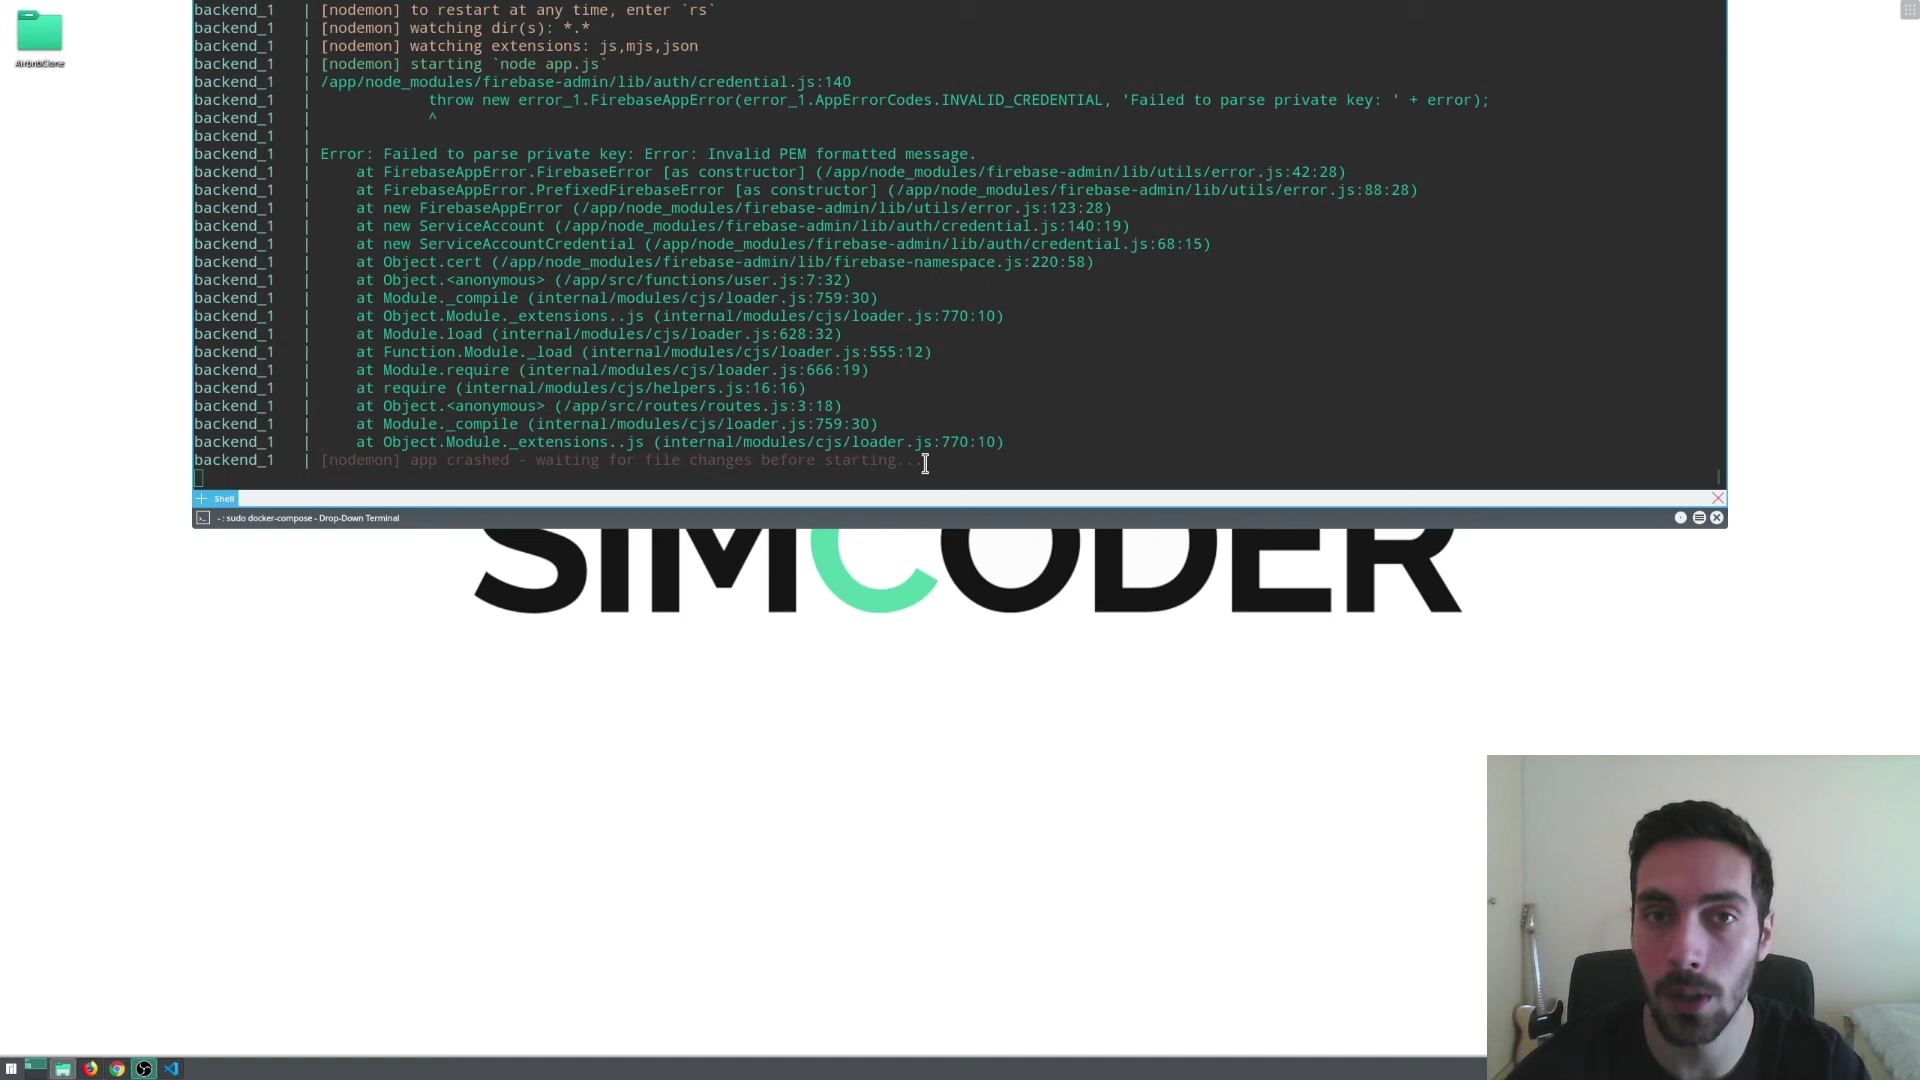 backend_1 | [nodemon] to restart at any time, enter `rs`
backend_1 | [nodemon] watching dir(s): *.*
backend_1 | [nodemon] watching extensions: js,mjs,json
backend_1 | [nodemon] starting `node app.js`
backend_1 | /app/node_modules/firebase-admin/lib/auth/credential.js:140
backend_1 | throw new error_1.FirebaseAppError(error_1.AppErrorCodes.INVALID_CREDENTIAL, 'Failed to parse private key: ' + error);
backend_1 | ^
backend_1 |
backend_1 | Error: Failed to parse private key: Error: Invalid PEM formatted message.
backend_1 | at FirebaseAppError.FirebaseError [as constructor] (/app/node_modules/firebase-admin/lib/utils/error.js:42:28)
backend_1 | at FirebaseAppError.PrefixedFirebaseError [as constructor] (/app/node_modules/firebase-admin/lib/utils/error.js:88:28)
backend_1 | at new FirebaseAppError (/app/node_modules/firebase-admin/lib/utils/error.js:123:28)
backend_1 | at new ServiceAccount (/app/node_modules/firebase-admin/lib/auth/credential.js:140:19)
backend_1 | at new ServiceAccountCredential (/app/node_modules/firebase-admin/lib/auth/credential.js:68:15)
backend_1 | at Object.cert (/app/node_modules/firebase-admin/lib/firebase-namespace.js:220:58)
backend_1 | at Object.<anonymous> (/app/src/functions/user.js:7:32)
backend_1 | at Module._compile (internal/modules/cjs/loader.js:759:30)
backend_1 | at Object.Module._extensions..js (internal/modules/cjs/loader.js:770:10)
backend_1 | at Module.load (internal/modules/cjs/loader.js:628:32)
backend_1 | at Function.Module._load (internal/modules/cjs/loader.js:555:12)
backend_1 | at Module.require (internal/modules/cjs/loader.js:666:19)
backend_1 | at require (internal/modules/cjs/helpers.js:16:16)
backend_1 | at Object.<anonymous> (/app/src/routes/routes.js:3:18)
backend_1 | at Module._compile (internal/modules/cjs/loader.js:759:30)
backend_1 | at Object.Module._extensions..js (internal/modules/cjs/loader.js:770:10)
backend_1 | [nodemon] app crashed - waiting for file changes before starting...
Shell
- : sudo docker-compose - Drop-Down Terminal
AirbnbClone
SIMCODER